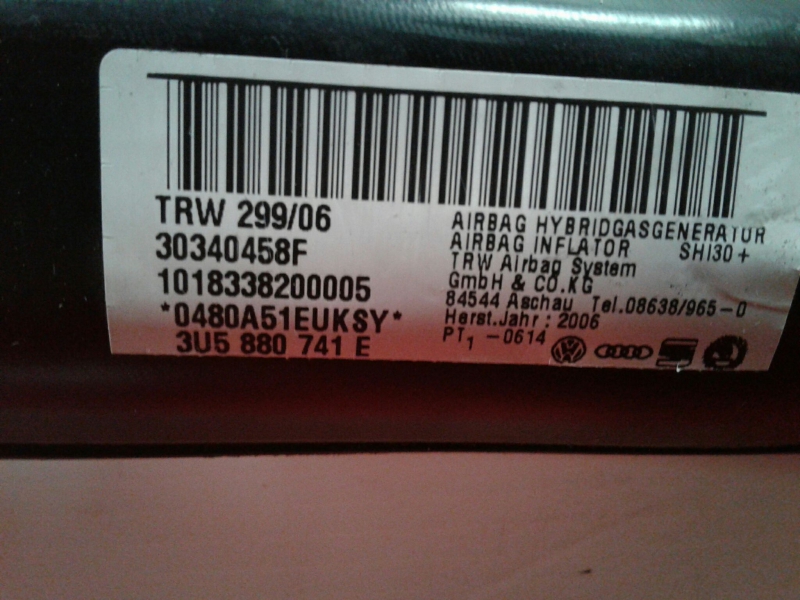 TRW 299/06
30340458F
1018338200005
*0480A51EUKSY*
3U5 880 741 E
AIRBAG HYBRIDGASGENERATOR
AIRBAG INFLATOR SHI30+
TRW Airbag System
GmbH & CO.KG
84544 Aschau Tel.08638/965-0
Herst.Jahr: 2006
PT1 -0614